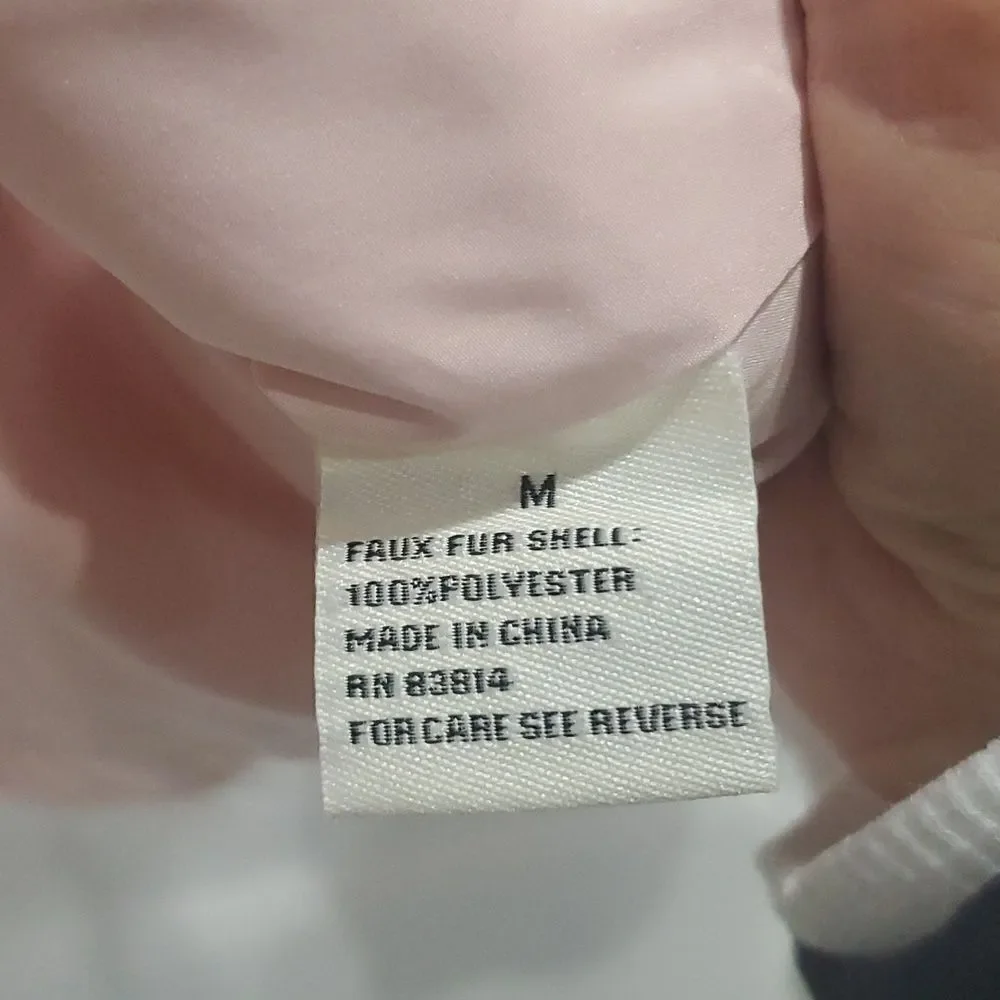 M
FAUX FUR SHELL:
100%POLYESTER
MADE IN CHINA
RN 83814
FOR CARE SEE REVERSE